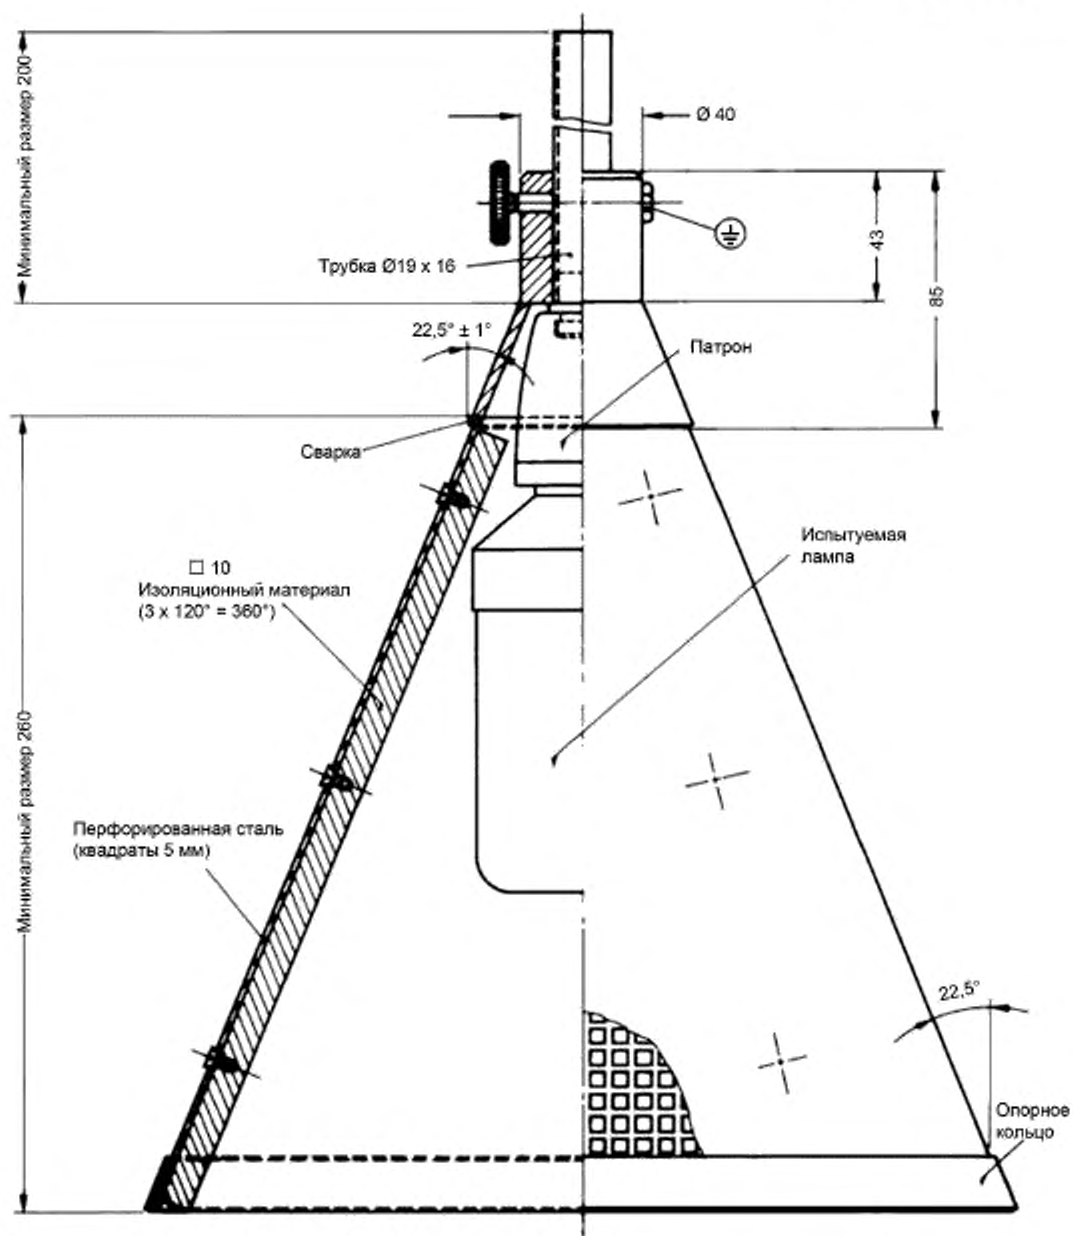 Минимальный размер 200
Ø 40
43
85
Трубка Ø19 x 16
22,5° ± 1°
Патрон
Сварка
Испытуемая
лампа
□ 10
Изоляционный материал
(3 x 120° = 360°)
Минимальный размер 260
Перфорированная сталь
(квадраты 5 мм)
22,5°
Опорное
кольцо